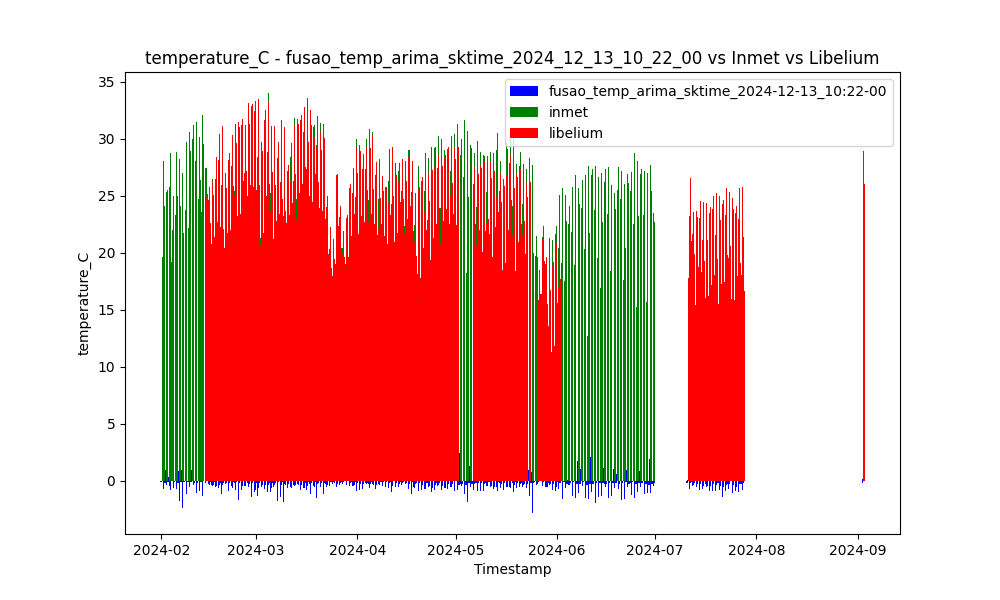 temperature_C - fusao_temp_arima_sktime_2024_12_13_10_22_00 vs Inmet vs Libelium
fusao_temp_arima_sktime_2024-12-13_10:22-00
inmet
libelium
35
30
25
20
15
10
5
0
temperature_C
2024-02 2024-03 2024-04 2024-05 2024-06 2024-07 2024-08 2024-09
Timestamp